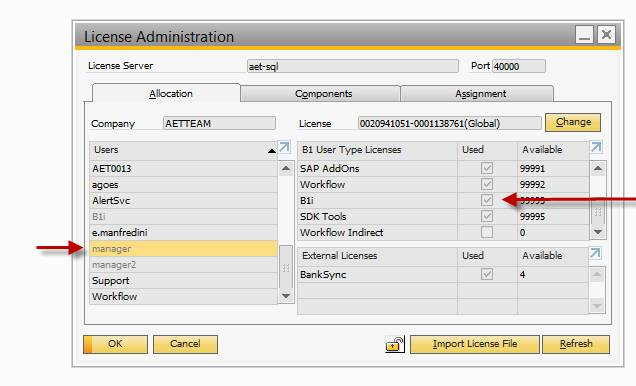 License Administration
License Server aet-sql Port 40000
Allocation Components Assignment
Company AETTEAM License 0020941051-0001138761(Global) Change
Users B1 User Type Licenses Used Available
AET0013 SAP AddOns 99991
agoes Workflow 99992
AlertSvc B1i
B1i SDK Tools 99995
e.manfredini Workflow Indirect 0
manager External Licenses Used Available
manager2 BankSync 4
Support
Workflow
OK Cancel Import License File Refresh